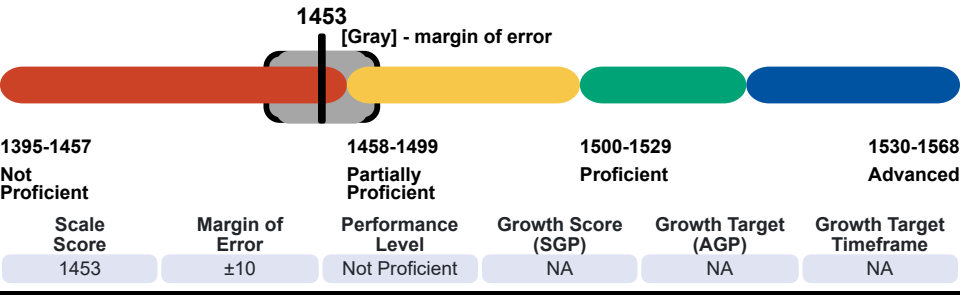 1453
[Gray] - margin of error
1395-1457 1458-1499 1500-1529 1530-1568
Not Partially Proficient Advanced
Proficient Proficient
Scale Margin of Performance Growth Score Growth Target Growth Target
Score Error Level (SGP) (AGP) Timeframe
1453 ±10 Not Proficient NA NA NA